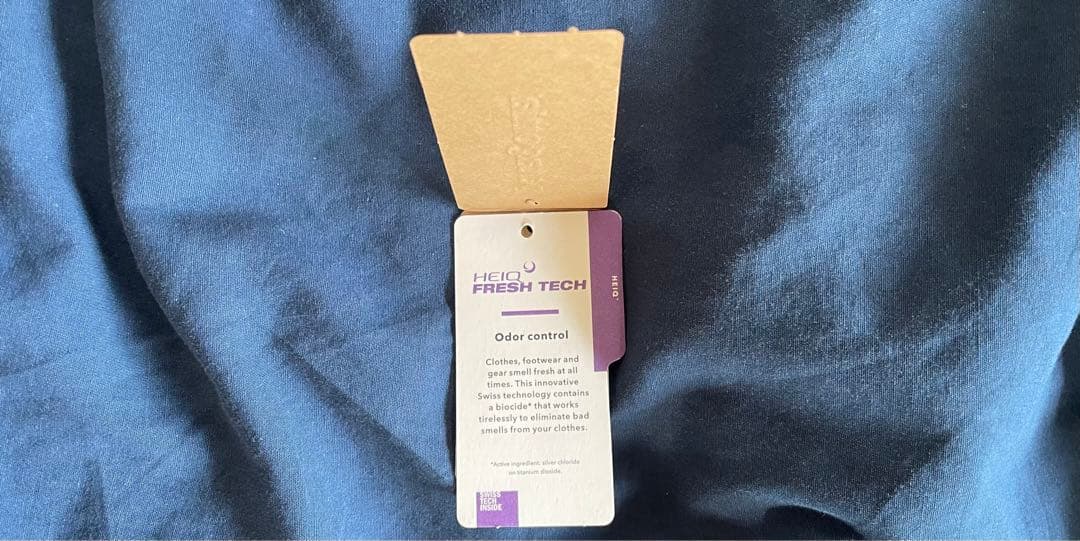 HEIQ
FRESH TECH
HEIQ®
Odor control
Clothes, footwear and
gear smell fresh at all
times. This innovative
Swiss technology contains
a biocide* that works
tirelessly to eliminate bad
smells from your clothes.
*Active ingredient: silver chloride
on titanium dioxide.
SWISS
TECH
INSIDE